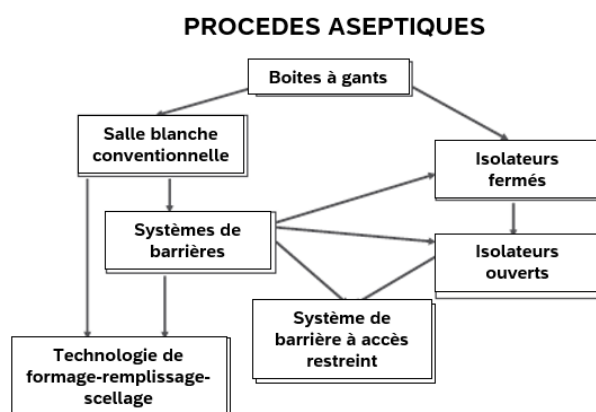 PROCEDES ASEPTIQUES
Boites à gants
Salle blanche
conventionnelle
Isolateurs
fermés
Systèmes de
barrières
Isolateurs
ouverts
Système de
barrière à accès
restreint
Technologie de
formage-remplissage-
scellage